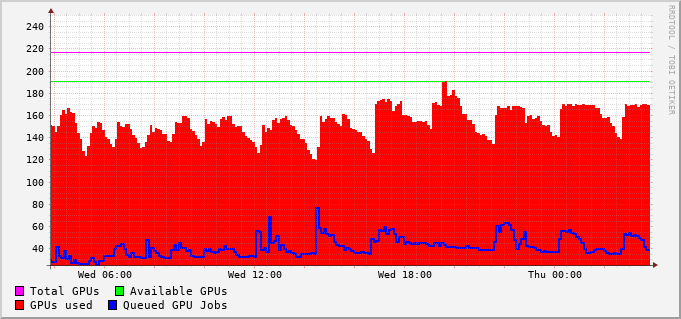 RRDTOOL / TOBI OETIKER
240
220
200
180
160
140
120
100
80
60
40
Wed 06:00 Wed 12:00 Wed 18:00 Thu 00:00
Total GPUs Available GPUs
GPUs used Queued GPU Jobs